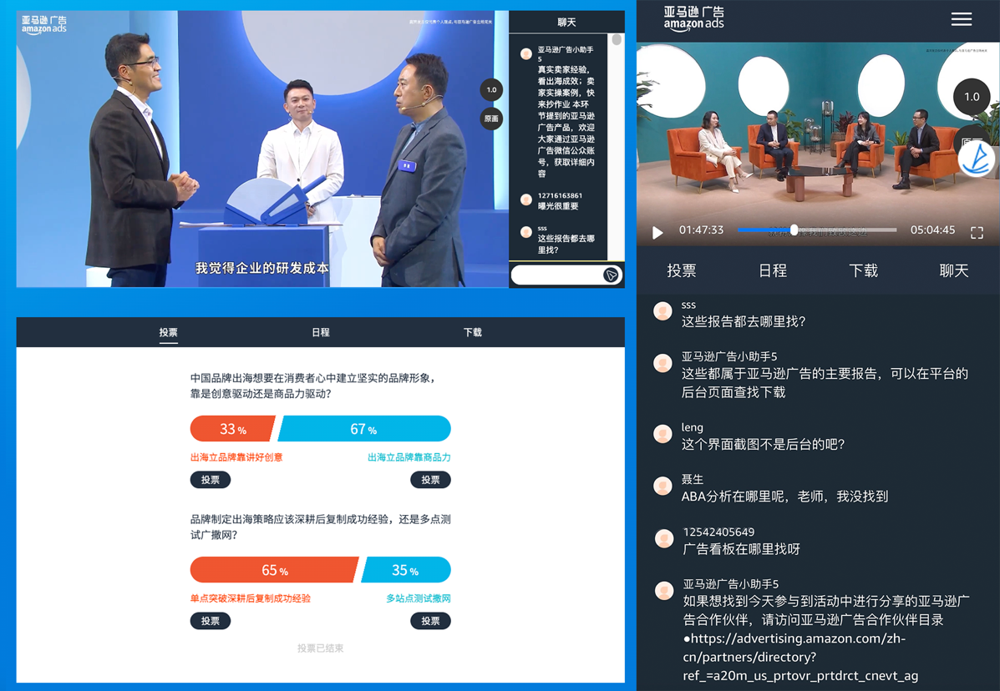 亚马逊 广告
amazon ads
聊天
亚马逊广告小助手
5
真实卖家经验,
看出海成效；卖
家实操案例，快
来抄作业 本环
节提到的亚马逊
广告产品，欢迎
大家通过亚马逊
广告微信公众账
号，获取详细内
容
12716163861
曝光很重要
sss
这些报告都去哪
里找?
1.0
原画
我觉得企业的研发成本
投票
日程
下载
中国品牌出海想要在消费者心中建立坚实的品牌形象，
靠是创意驱动还是商品力驱动?
33 %
67 %
出海立品牌靠讲好创意
出海立品牌靠商品力
投票
投票
品牌制定出海策略应该深耕后复制成功经验，还是多点测
试广撒网?
65 %
35 %
单点突破深耕后复制成功经验
多站点测试撒网
投票
投票
投票已结束
亚马逊 广告
amazon ads
1.0
01:47:33
05:04:45
投票
日程
下载
聊天
sss
这些报告都去哪里找?
亚马逊广告小助手5
这些都属于亚马逊广告的主要报告，可以在平台的
后台页面查找下载
leng
这个界面截图不是后台的吧?
聂生
ABA分析在哪里呢，老师，我没找到
12542405649
广告看板在哪里找呀
亚马逊广告小助手5
如果想找到今天参与到活动中进行分享的亚马逊广
告合作伙伴，请访问亚马逊广告合作伙伴目录
●https://advertising.amazon.com/zh-
cn/partners/directory?
ref_=a20m_us_prtovr_prtdrct_cnevt_ag